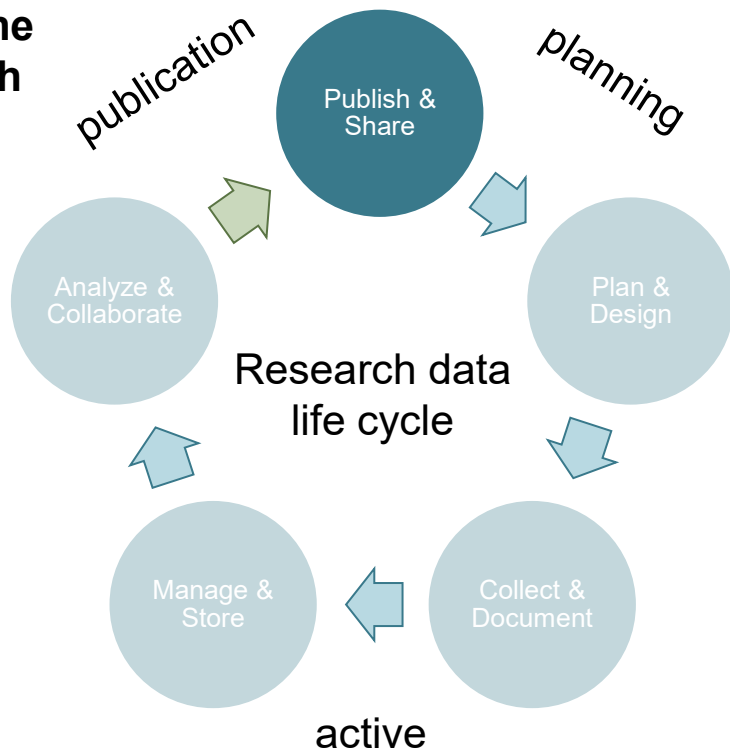 publication
planning
Publish &
Share
Analyze &
Collaborate
Plan &
Design
Research data
life cycle
Manage &
Store
Collect &
Document
active